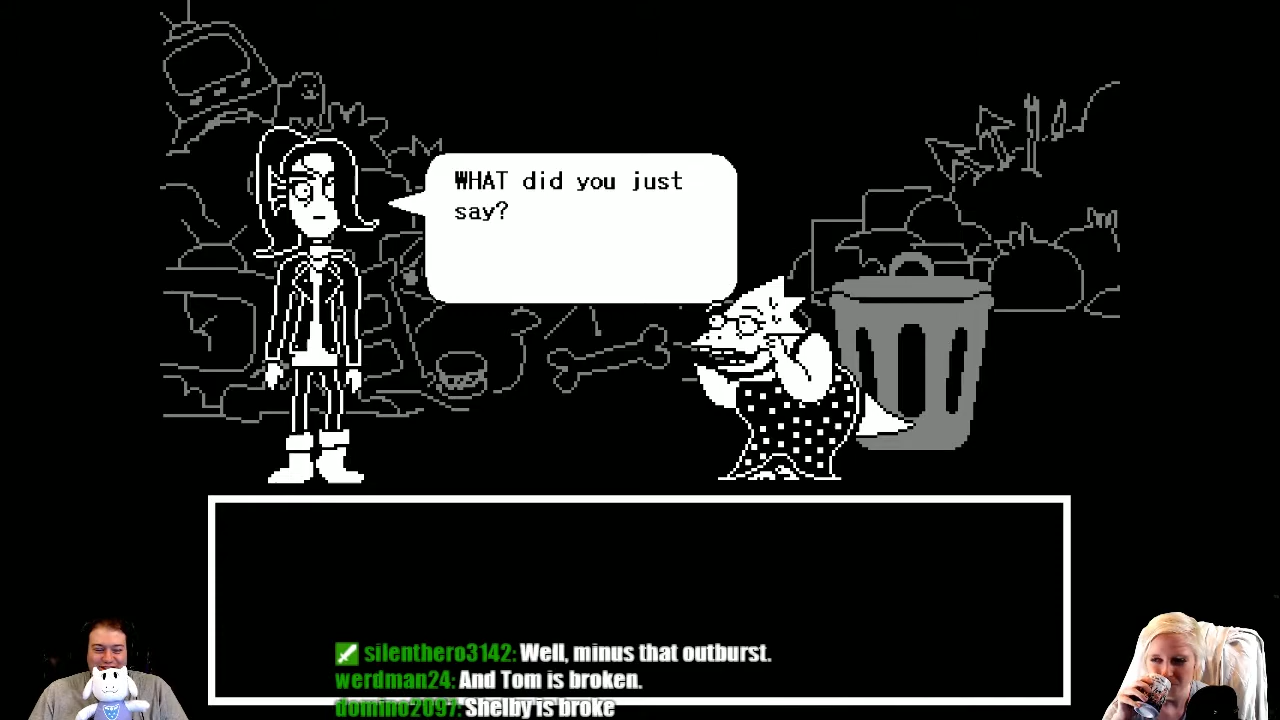 WHAT did you just
say?
silenthero3142: Well, minus that outburst.
werdman24: And Tom is broken.
domino2097: Shelby is broke